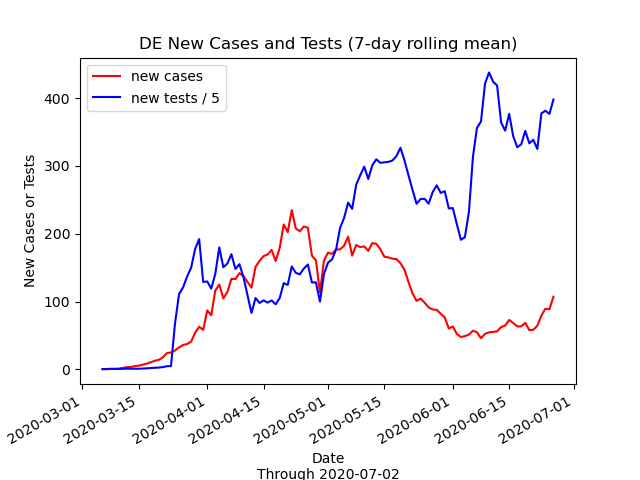 DE New Cases and Tests (7-day rolling mean)
new cases
new tests / 5
New Cases or Tests
400
300
200
100
0
2020-03-01
2020-03-15
2020-04-01
2020-04-15
2020-05-01
2020-05-15
2020-06-01
2020-06-15
2020-07-01
Date
Through 2020-07-02